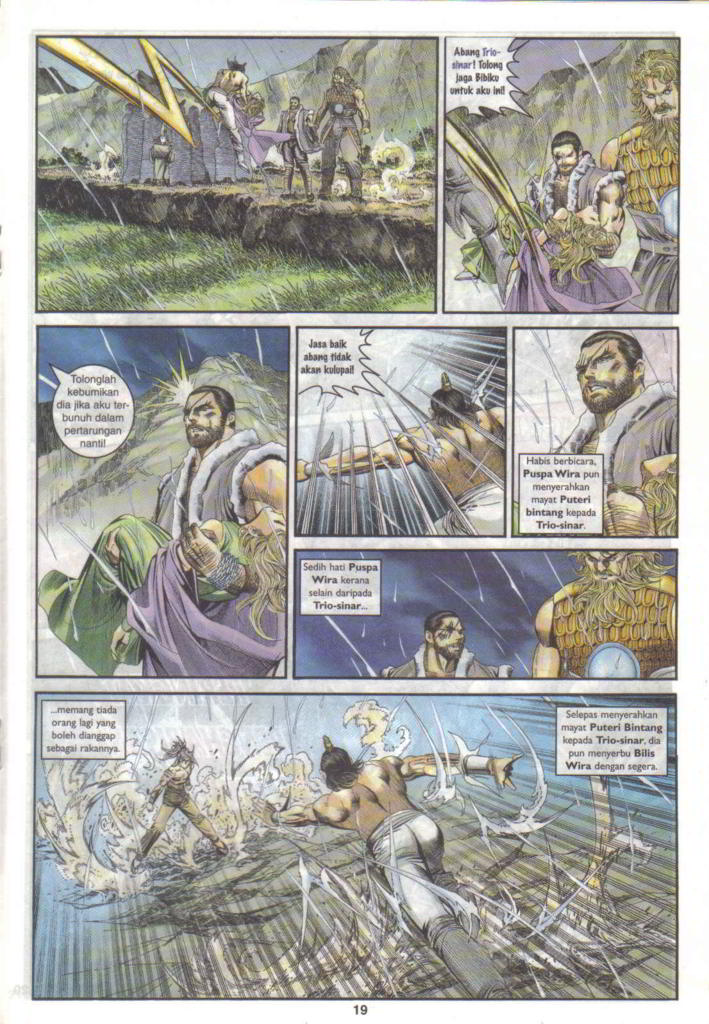 Abang Trio-
sinar! Tolong
jaga Bibiku
untuk aku ini!
Tolonglah
kebumikan
dia jika aku ter-
bunuh dalam
pertarungan
nanti!
Jasa baik
abang tidak
akan kulupai!
Habis berbicara,
Puspa Wira pun
menyerahkan
mayat Puteri
bintang kepada
Trio-sinar.
Sedih hati Puspa
Wira kerana
selain daripada
Trio-sinar...
...memang tiada
orang lagi yang
boleh dianggap
sebagai rakannya.
Selepas menyerahkan
mayat Puteri Bintang
kepada Trio-sinar, dia
pun menyerbu Bilis
Wira dengan segera.
19